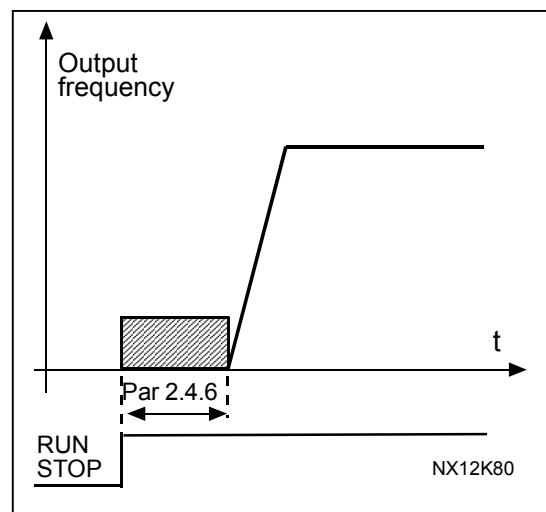 Output
frequency
t
Par 2.4.6
RUN
STOP
NX12K80